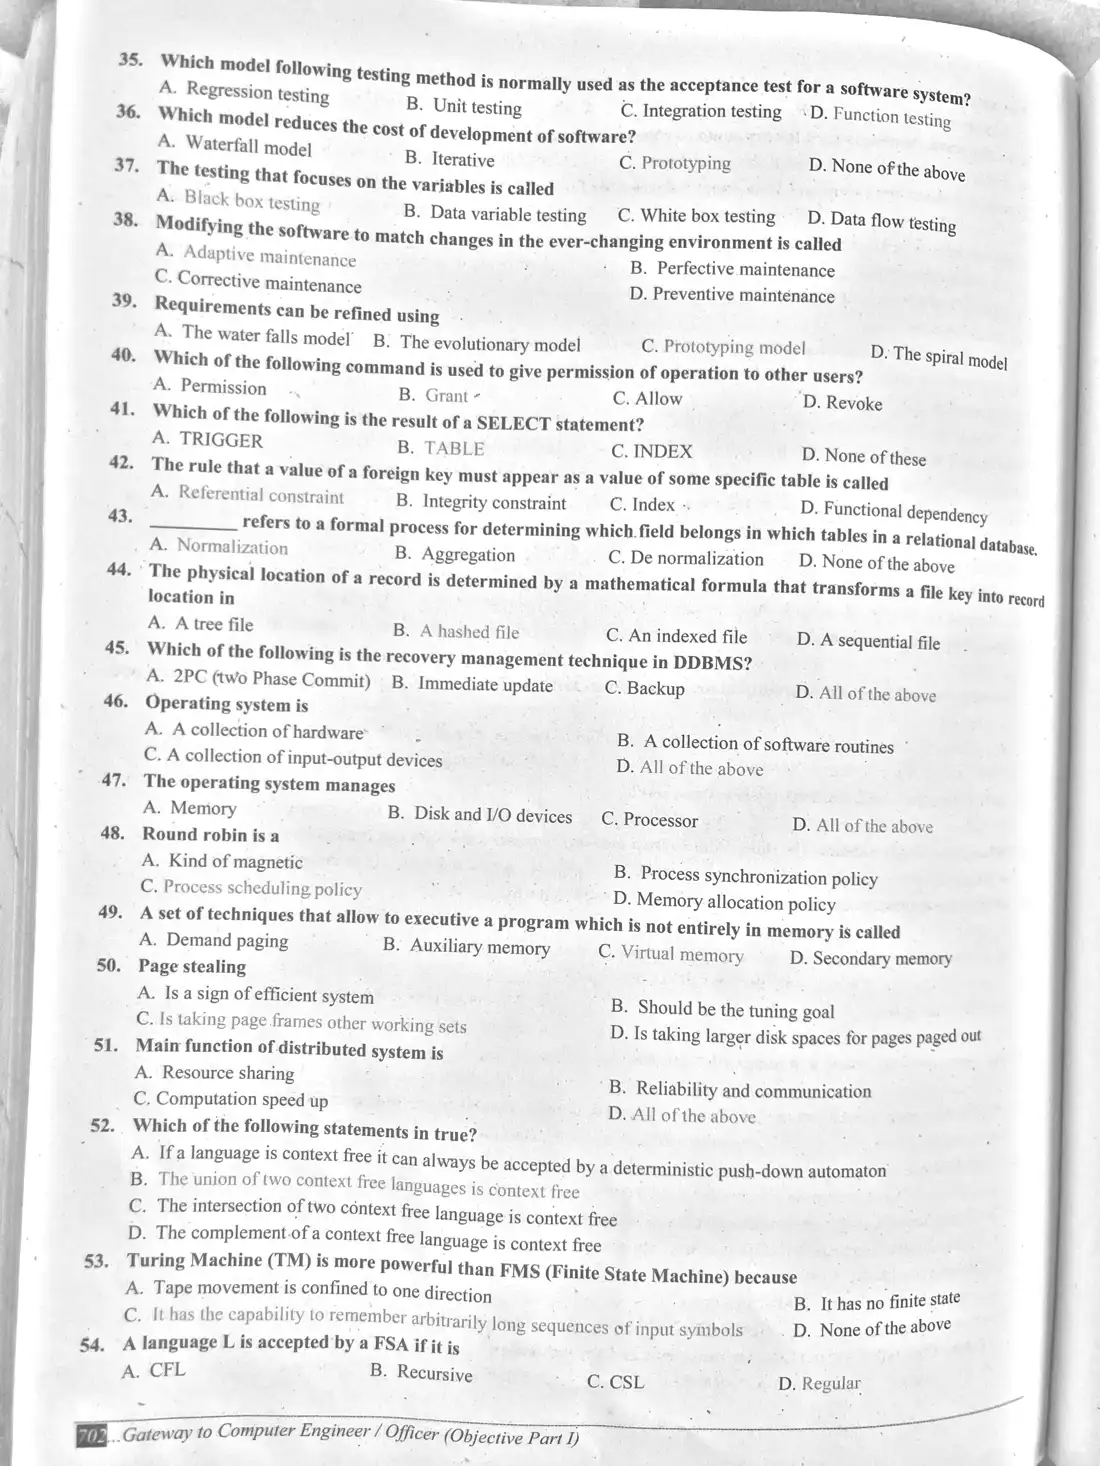 35. Which model following testing method is normally used as the acceptance test for a software system?
A. Regression testing B. Unit testing C. Integration testing D. Function testing
36. Which model reduces the cost of development of software?
A. Waterfall model B. Iterative C. Prototyping D. None of the above
37. The testing that focuses on the variables is called
A. Black box testing B. Data variable testing C. White box testing D. Data flow testing
38. Modifying the software to match changes in the ever-changing environment is called
A. Adaptive maintenance B. Perfective maintenance
C. Corrective maintenance D. Preventive maintenance
39. Requirements can be refined using
A. The water falls model B. The evolutionary model C. Prototyping model D. The spiral model
40. Which of the following command is used to give permission of operation to other users?
A. Permission B. Grant C. Allow D. Revoke
41. Which of the following is the result of a SELECT statement?
A. TRIGGER B. TABLE C. INDEX D. None of these
42. The rule that a value of a foreign key must appear as a value of some specific table is called
A. Referential constraint B. Integrity constraint C. Index D. Functional dependency
43. _________ refers to a formal process for determining which field belongs in which tables in a relational database.
A. Normalization B. Aggregation C. De normalization D. None of the above
44. The physical location of a record is determined by a mathematical formula that transforms a file key into record
location in
A. A tree file B. A hashed file C. An indexed file D. A sequential file
45. Which of the following is the recovery management technique in DDBMS?
A. 2PC (two Phase Commit) B. Immediate update C. Backup D. All of the above
46. Operating system is
A. A collection of hardware B. A collection of software routines
C. A collection of input-output devices D. All of the above
47. The operating system manages
A. Memory B. Disk and I/O devices C. Processor D. All of the above
48. Round robin is a
A. Kind of magnetic B. Process synchronization policy
C. Process scheduling policy D. Memory allocation policy
49. A set of techniques that allow to executive a program which is not entirely in memory is called
A. Demand paging B. Auxiliary memory C. Virtual memory D. Secondary memory
50. Page stealing
A. Is a sign of efficient system B. Should be the tuning goal
C. Is taking page frames other working sets D. Is taking larger disk spaces for pages paged out
51. Main function of distributed system is
A. Resource sharing B. Reliability and communication
C. Computation speed up D. All of the above
52. Which of the following statements in true?
A. If a language is context free it can always be accepted by a deterministic push-down automaton
B. The union of two context free languages is context free
C. The intersection of two context free language is context free
D. The complement of a context free language is context free
53. Turing Machine (TM) is more powerful than FMS (Finite State Machine) because
A. Tape movement is confined to one direction B. It has no finite state
C. It has the capability to remember arbitrarily long sequences of input symbols D. None of the above
54. A language L is accepted by a FSA if it is
A. CFL B. Recursive C. CSL D. Regular
702...Gateway to Computer Engineer / Officer (Objective Part I)